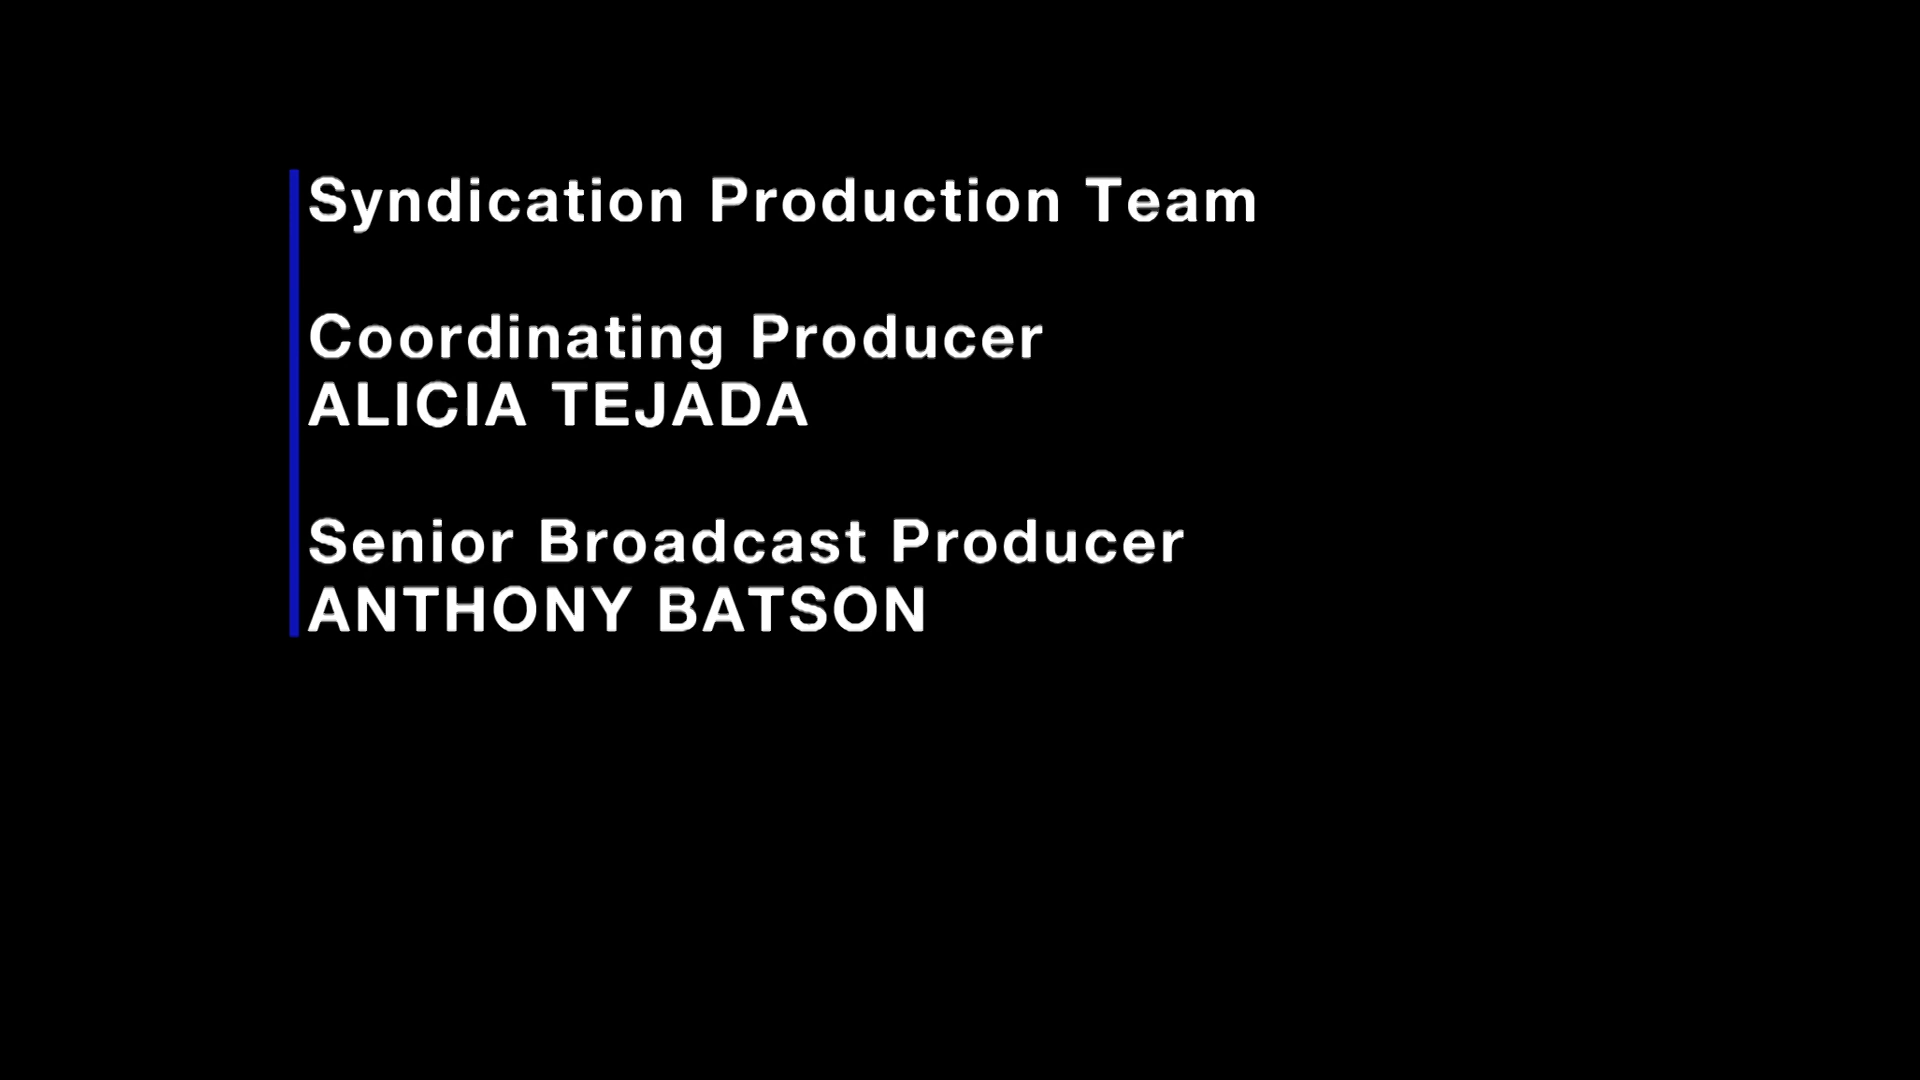 Syndication Production Team
Coordinating Producer
ALICIA TEJADA
Senior Broadcast Producer
ANTHONY BATSON